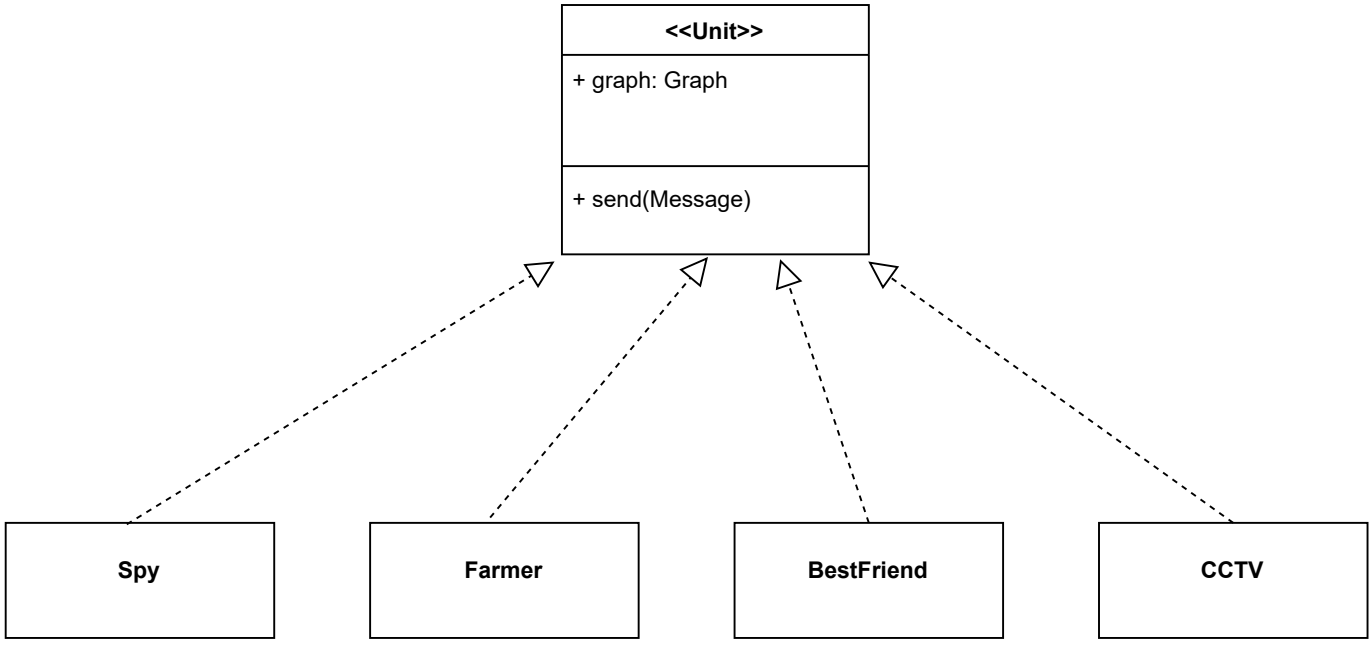 <<Unit>>
+ graph: Graph
+ send(Message)
Spy
Farmer
BestFriend
CCTV